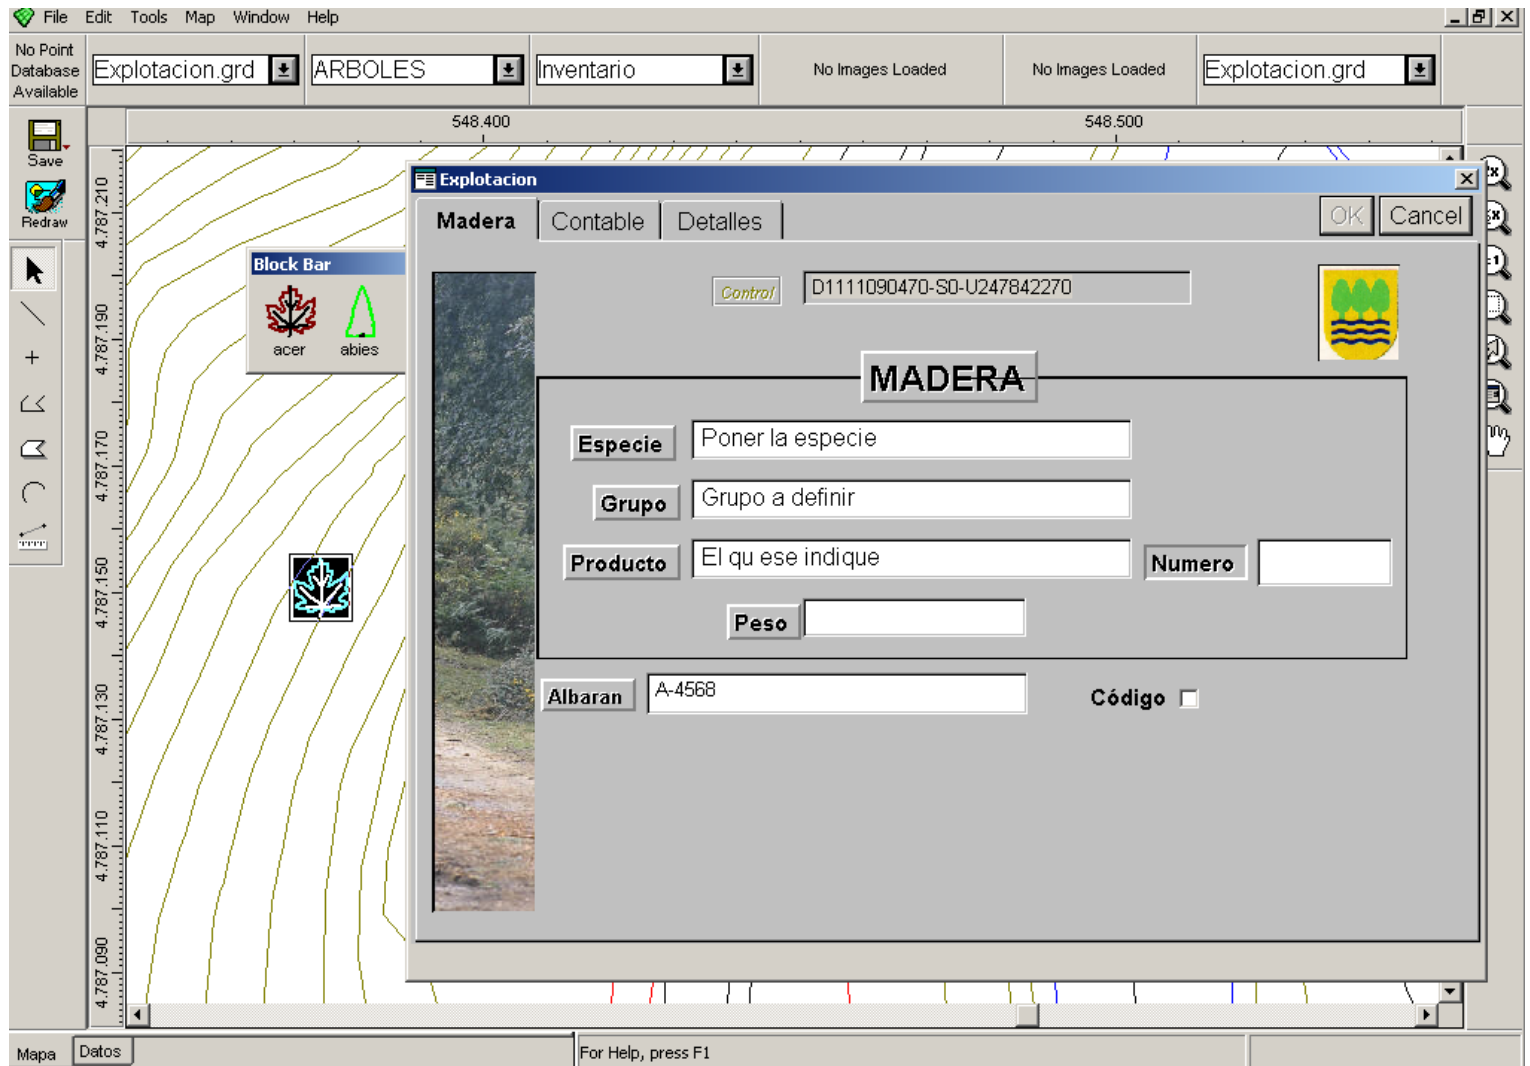 File Edit Tools Map Window Help
No Point
Database
Available
Explotacion.grd
ARBOLES
Inventario
No Images Loaded
No Images Loaded
Explotacion.grd
548.400
548.500
Save
Redraw
4.787.210
4.787.190
4.787.170
4.787.150
4.787.130
4.787.110
4.787.090
Block Bar
acer
abies
Explotacion
Madera
Contable
Detalles
OK
Cancel
Control
D1111090470-S0-U247842270
MADERA
Especie
Poner la especie
Grupo
Grupo a definir
Producto
El qu ese indique
Numero
Peso
Albaran
A-4568
Código
Mapa
Datos
For Help, press F1